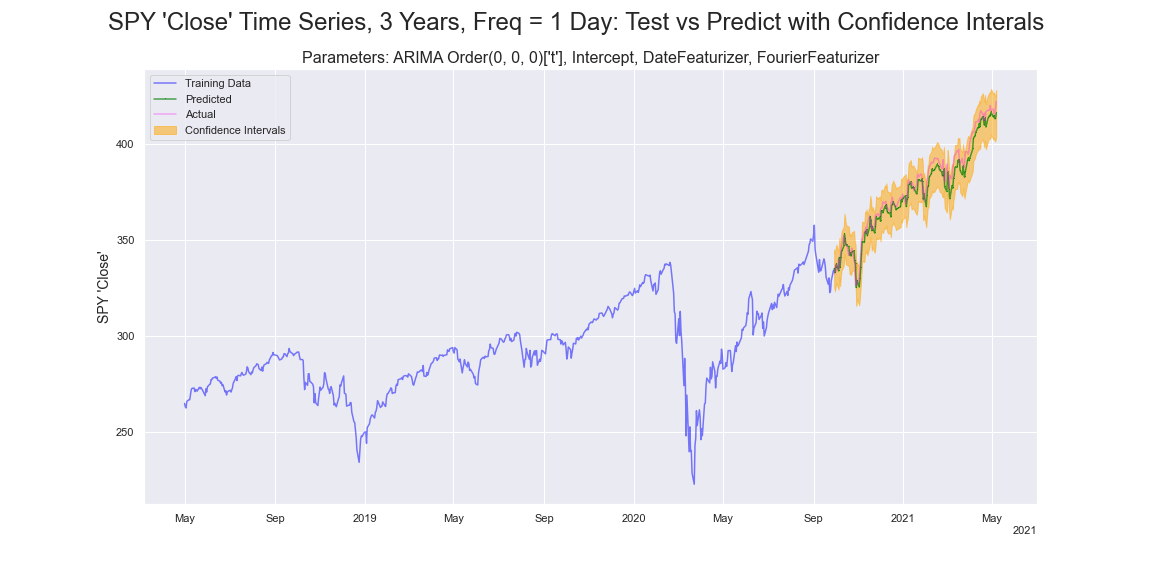 SPY 'Close' Time Series, 3 Years, Freq = 1 Day: Test vs Predict with Confidence Interals
Parameters: ARIMA Order(0, 0, 0)['t'], Intercept, DateFeaturizer, FourierFeaturizer
Training Data
Predicted
Actual
Confidence Intervals
SPY 'Close'
400
350
300
250
May Sep 2019 May Sep 2020 May Sep 2021 May
2021